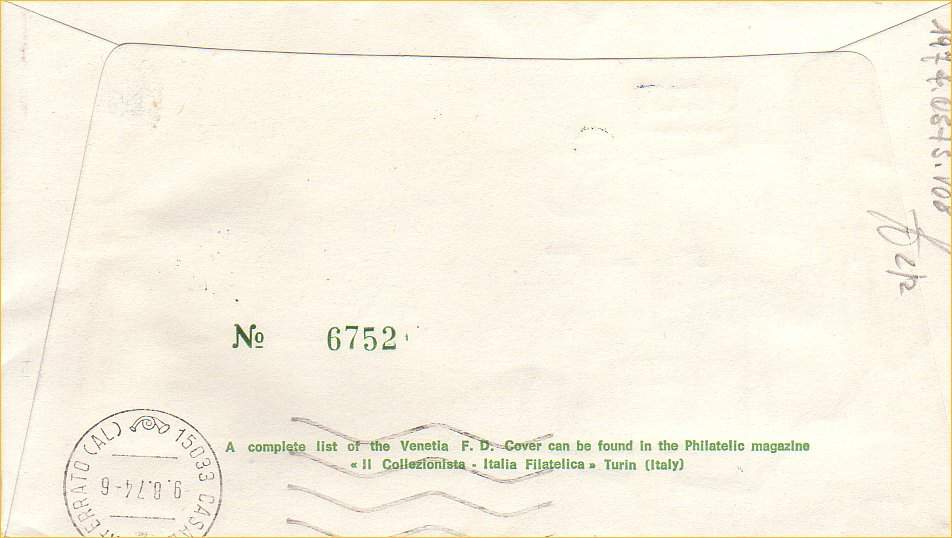 No 6752
A complete list of the Venetia F. D. Cover can be found in the Philatelic magazine
« Il Collezionista - Italia Filatelica » Turin (Italy)
15033 CASA
ERRATO (AL)
-9.8.74-6